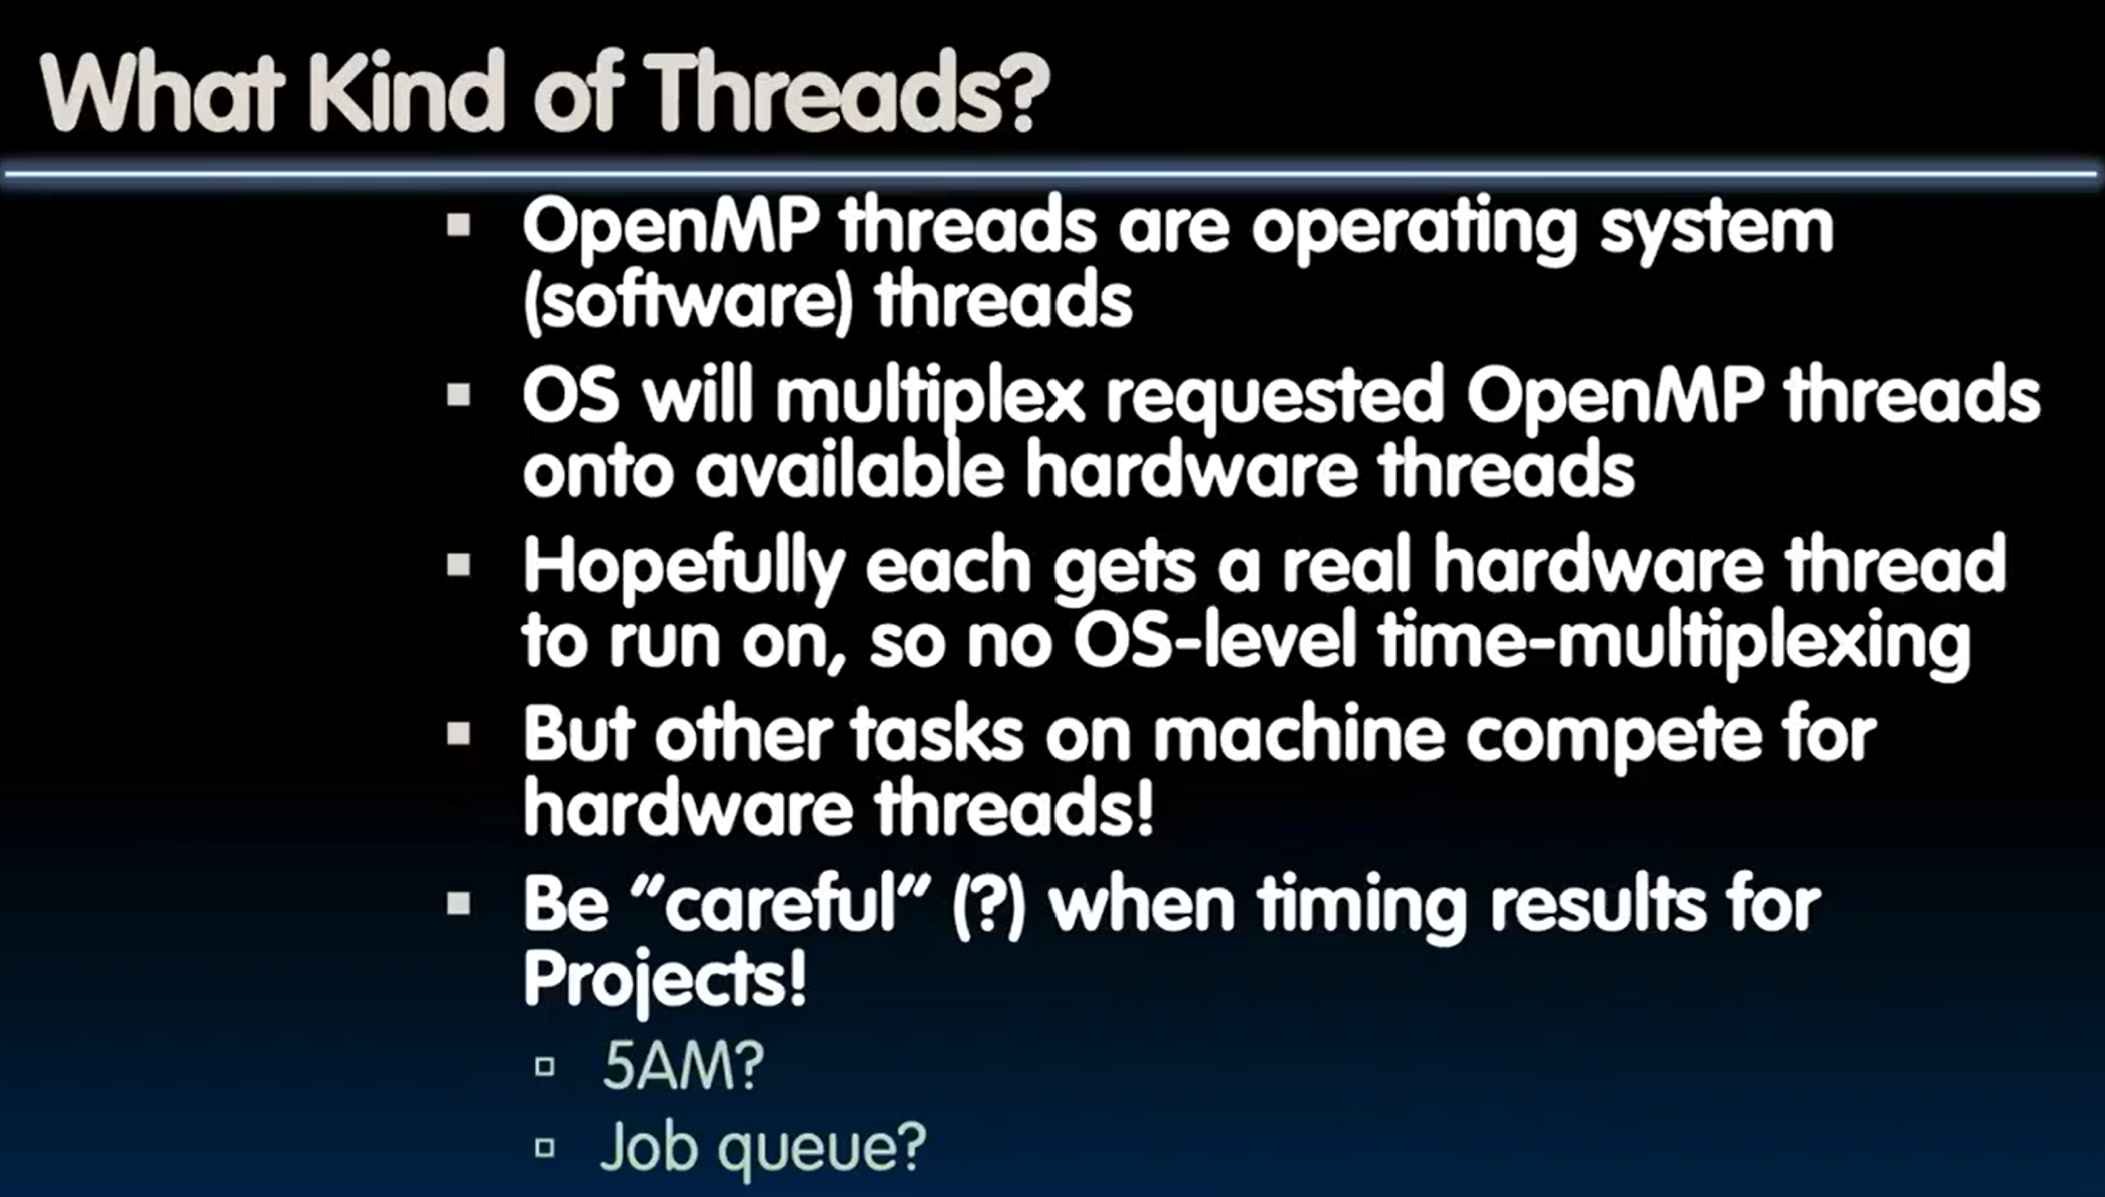 What Kind of Threads?
OpenMP threads are operating system
(software) threads
OS will multiplex requested OpenMP threads
onto available hardware threads
Hopefully each gets a real hardware thread
to run on, so no OS-level time-multiplexing
But other tasks on machine compete for
hardware threads!
Be “careful” (?) when timing results for
Projects!
5AM?
Job queue?